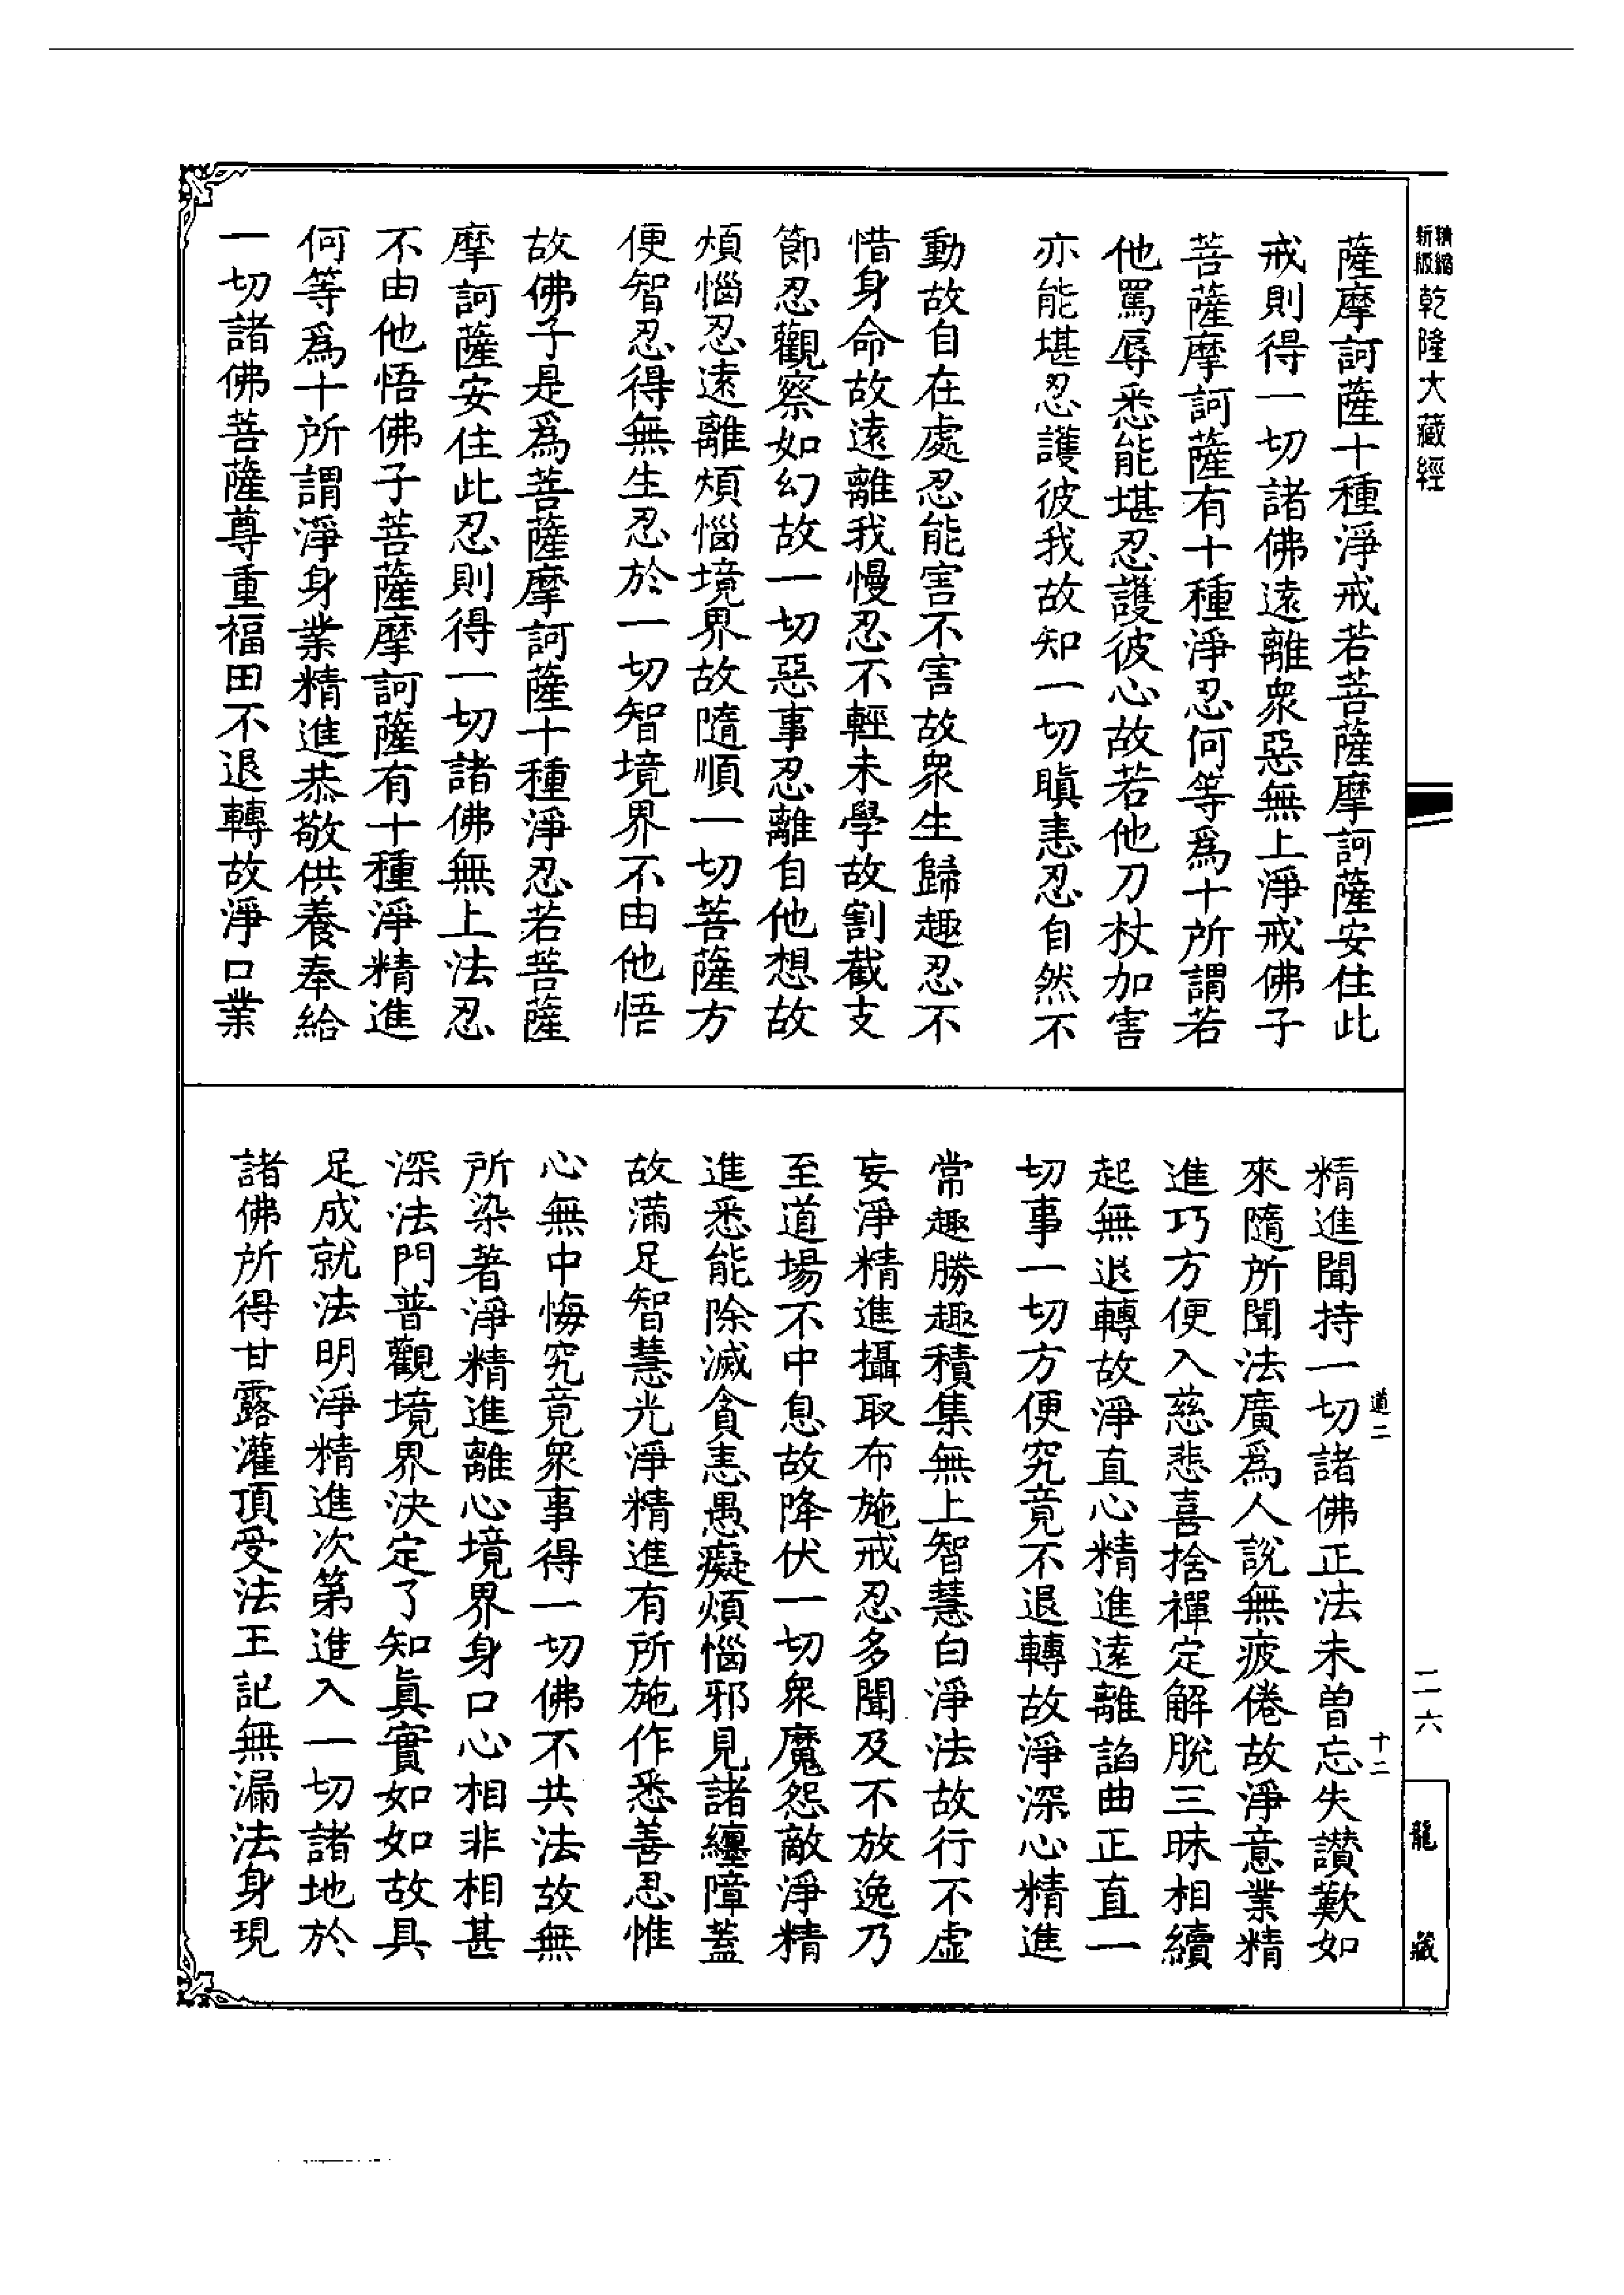 精縮新版乾隆大藏經
薩摩訶薩十種淨戒若菩薩摩訶薩安住此
戒則得一切諸佛遠離衆惡無上淨戒佛子
菩薩摩訶薩有十種淨忍何等爲十所謂若
他罵辱悉能堪忍護彼心故若他刀杖加害
亦能堪忍護彼我故知一切瞋恚忍自然不
動故自在處忍能害不害故衆生歸趣忍不
惜身命故遠離我慢忍不輕未學故割截支
節忍觀察如幻故一切惡事忍離自他想故
煩惱忍遠離煩惱境界故隨順一切菩薩方
便智忍得無生忍於一切智境界不由他悟
故佛子是爲菩薩摩訶薩十種淨忍若菩薩
摩訶薩安住此忍則得一切諸佛無上法忍
不由他悟佛子菩薩摩訶薩有十種淨精進
何等爲十所謂淨身業精進恭敬供養奉給
一切諸佛菩薩尊重福田不退轉故淨口業
精進聞持一切諸佛正法未曾忘失讃歎如
來隨所聞法廣爲人說無疲倦故淨意業精
進巧方便入慈悲喜捨禪定解脫三昧相續
起無退轉故淨直心精進遠離諂曲正直一
切事一切方便究竟不退轉故淨深心精進
常趣勝趣積集無上智慧白淨法故行不虛
妄淨精進攝取布施戒忍多聞及不放逸乃
至道場不中息故降伏一切衆魔怨敵淨精
進悉能除滅貪恚愚癡煩惱邪見諸纏障蓋
故滿足智慧光淨精進有所施作悉善思惟
心無中悔究竟衆事得一切佛不共法故無
所染著淨精進離心境界身口心相非相甚
深法門普觀境界決定了知眞實如如故具
足成就法明淨精進次第進入一切諸地於
諸佛所得甘露灌頂受法王記無漏法身現
道二
十二
二六
龍藏